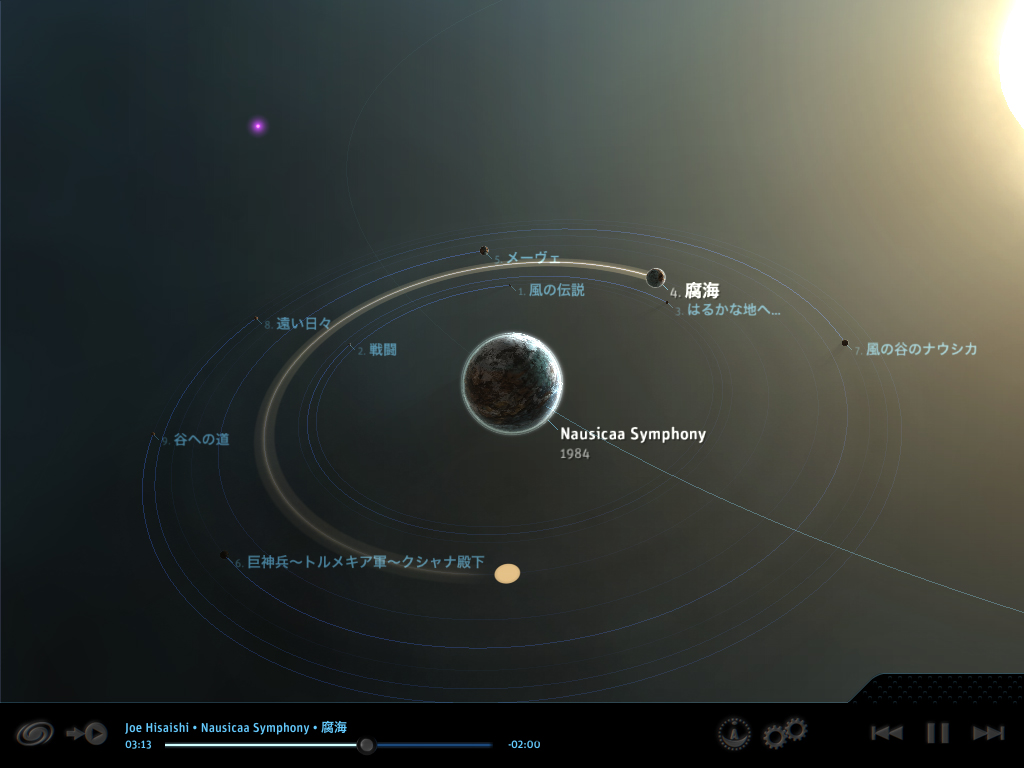 5. メーヴェ
1. 風の伝説
4. 腐海
3. はるかな地へ...
8. 遠い日々
2. 戦闘
7. 風の谷のナウシカ
Nausicaa Symphony
1984
9. 谷への道
6. 巨神兵〜トルメキア軍〜クシャナ殿下
Joe Hisaishi • Nausicaa Symphony • 腐海
03:13
-02:00